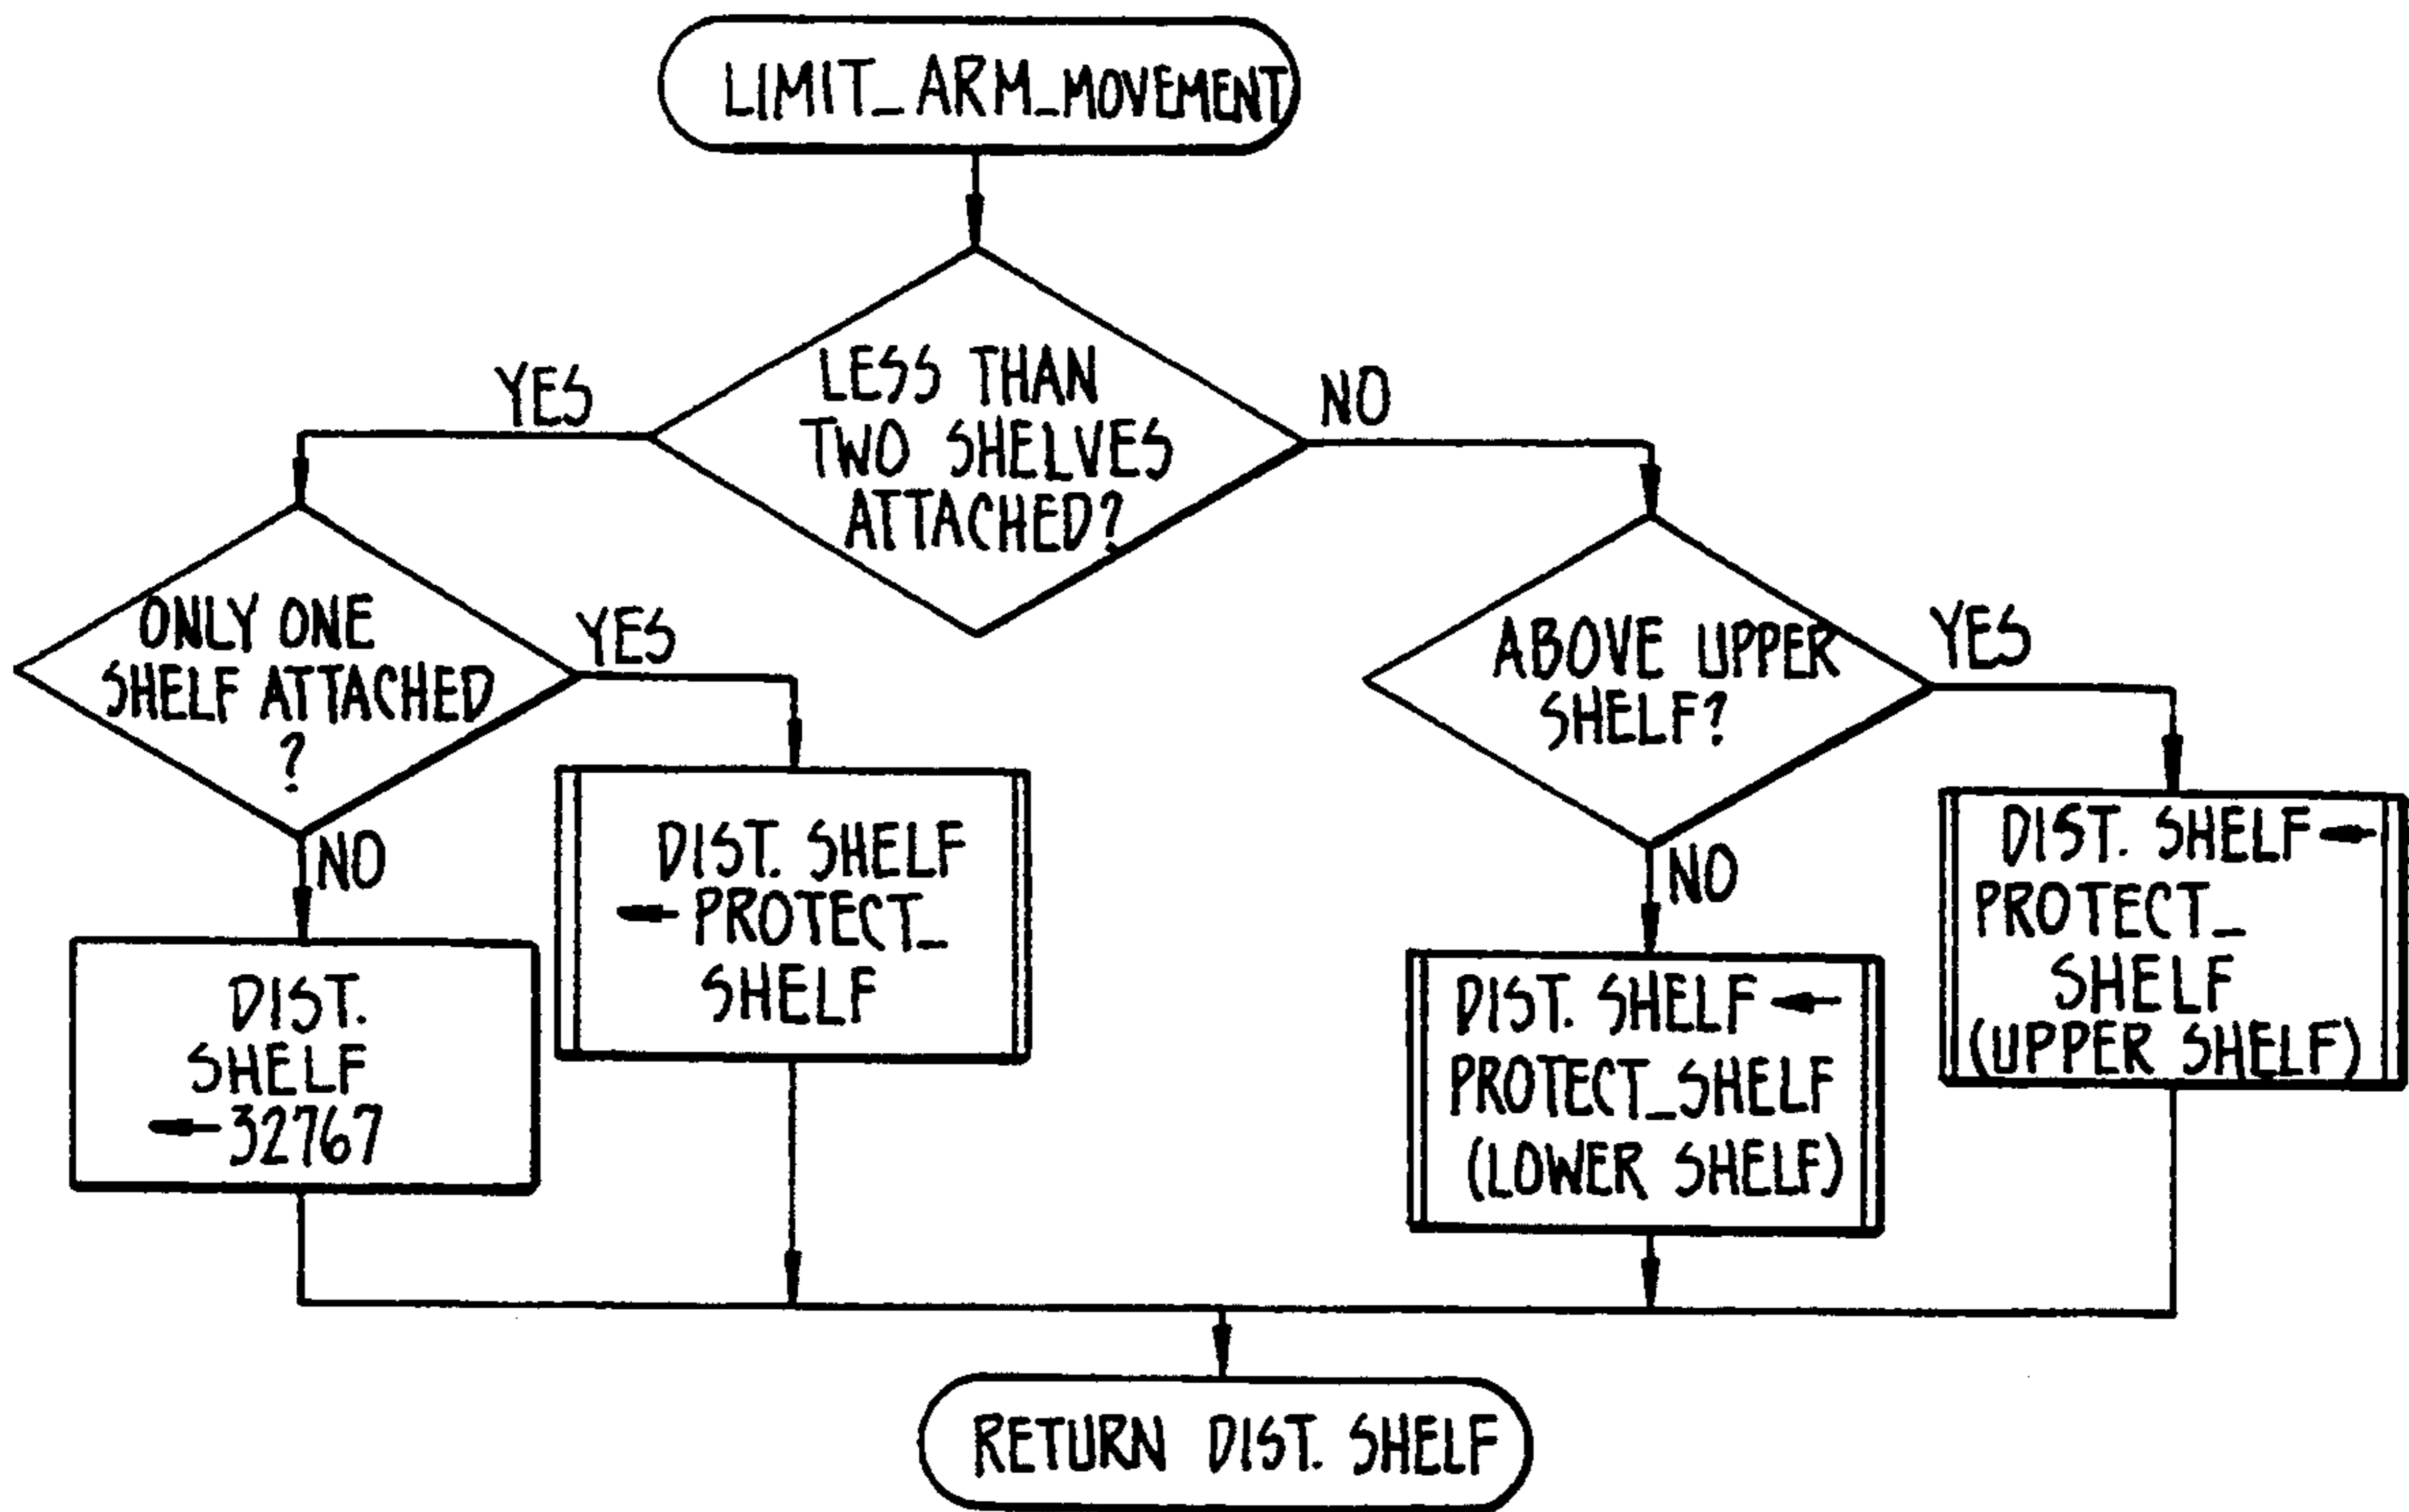 LIMIT_ARM_MOVEMENT
LESS THAN
TWO SHELVES
ATTACHED?
YES
NO
ONLY ONE
SHELF ATTACHED
?
YES
NO
ABOVE UPPER
SHELF?
YES
NO
DIST.
SHELF
←32767
DIST. SHELF
←PROTECT_
SHELF
DIST. SHELF←
PROTECT_SHELF
(LOWER SHELF)
DIST. SHELF←
PROTECT_
SHELF
(UPPER SHELF)
RETURN DIST. SHELF